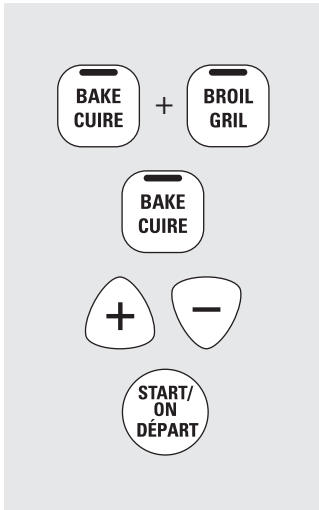 BAKE
CUIRE
+
BROIL
GRIL
BAKE
CUIRE
+
−
START/
ON
DÉPART